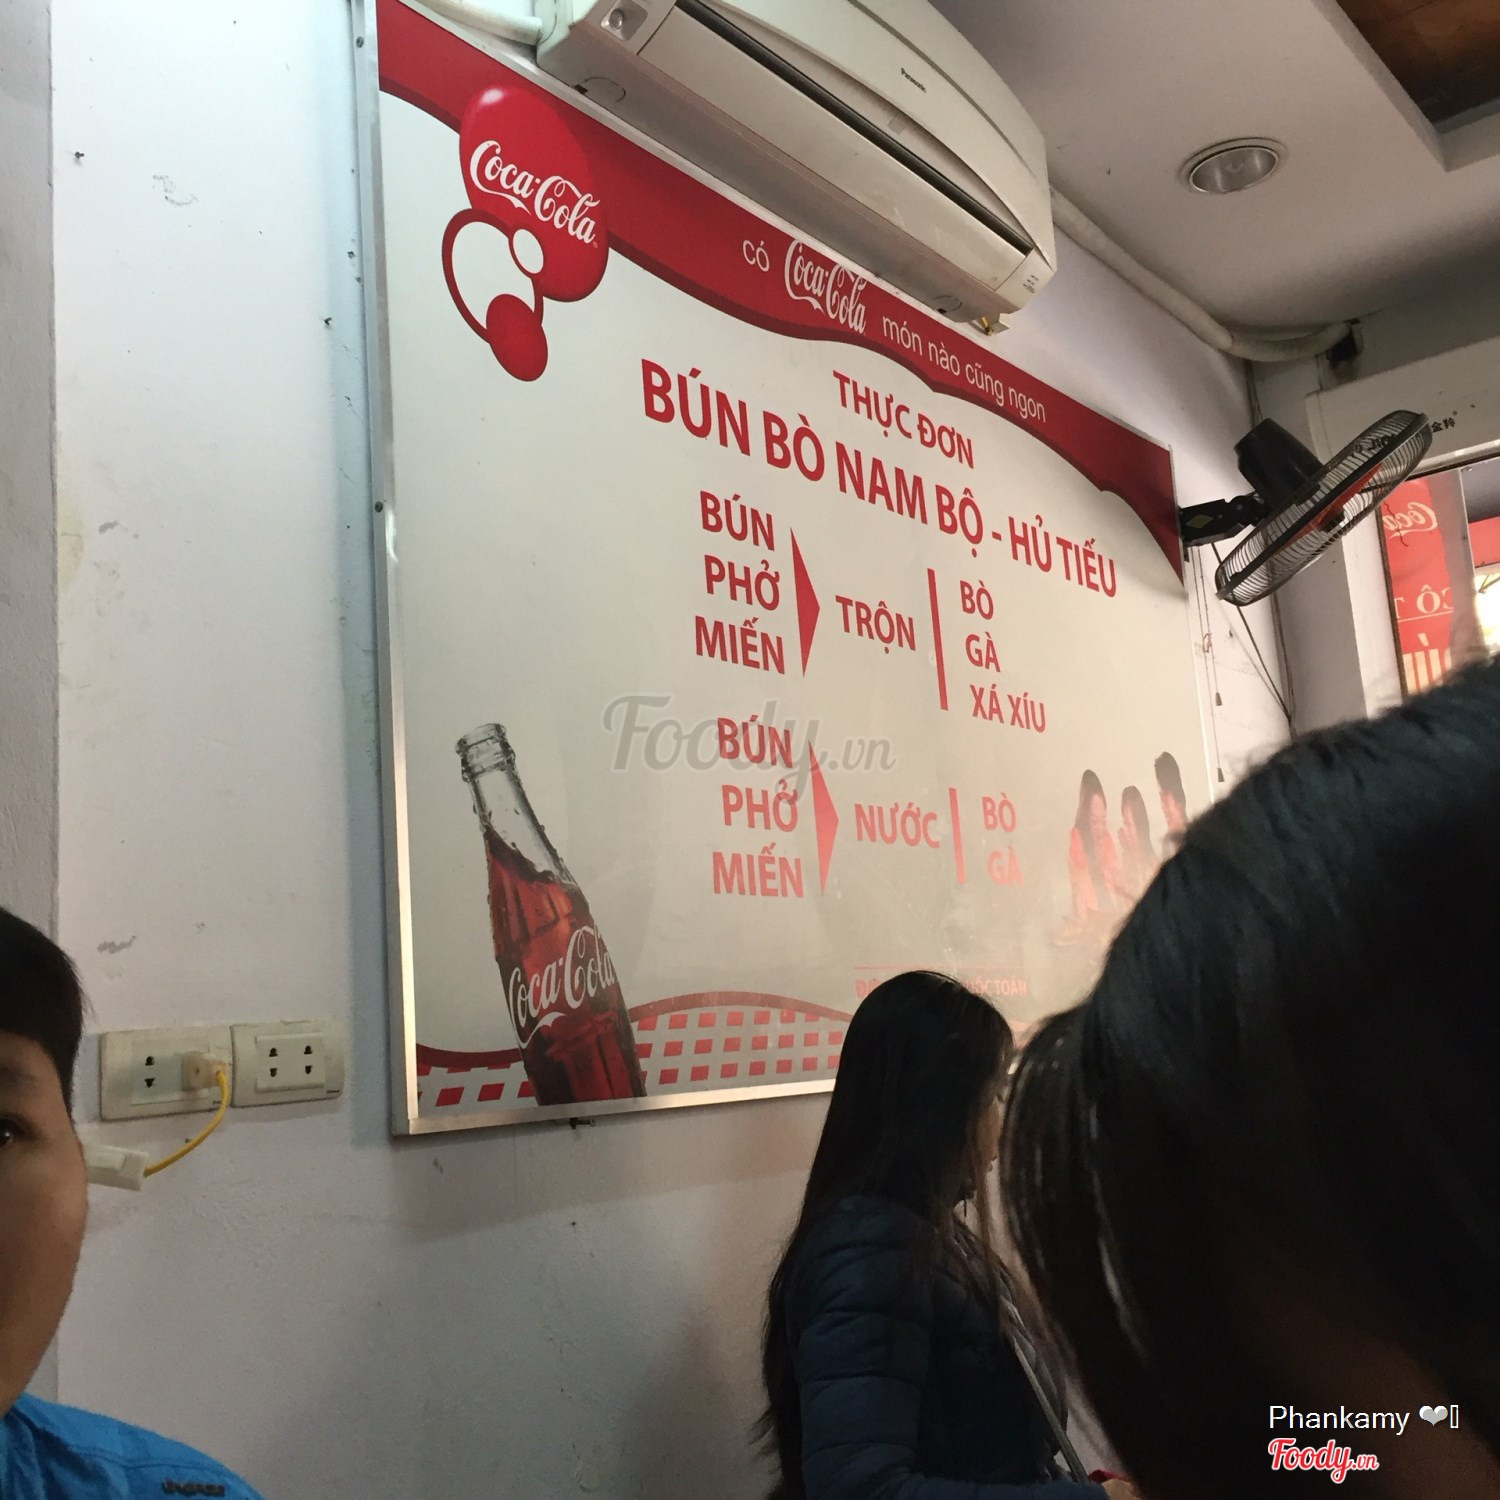 Panasonic
Coca-Cola
có Coca-Cola món nào cũng ngon
THỰC ĐƠN
BÚN BÒ NAM BỘ - HỦ TIẾU
BÚN
PHỞ
MIẾN
TRỘN
BÒ
GÀ
XÁ XÍU
BÚN
PHỞ
MIẾN
NƯỚC
BÒ
GÀ
Foody.vn
Coca-Cola
Phankamy
Foody.vn